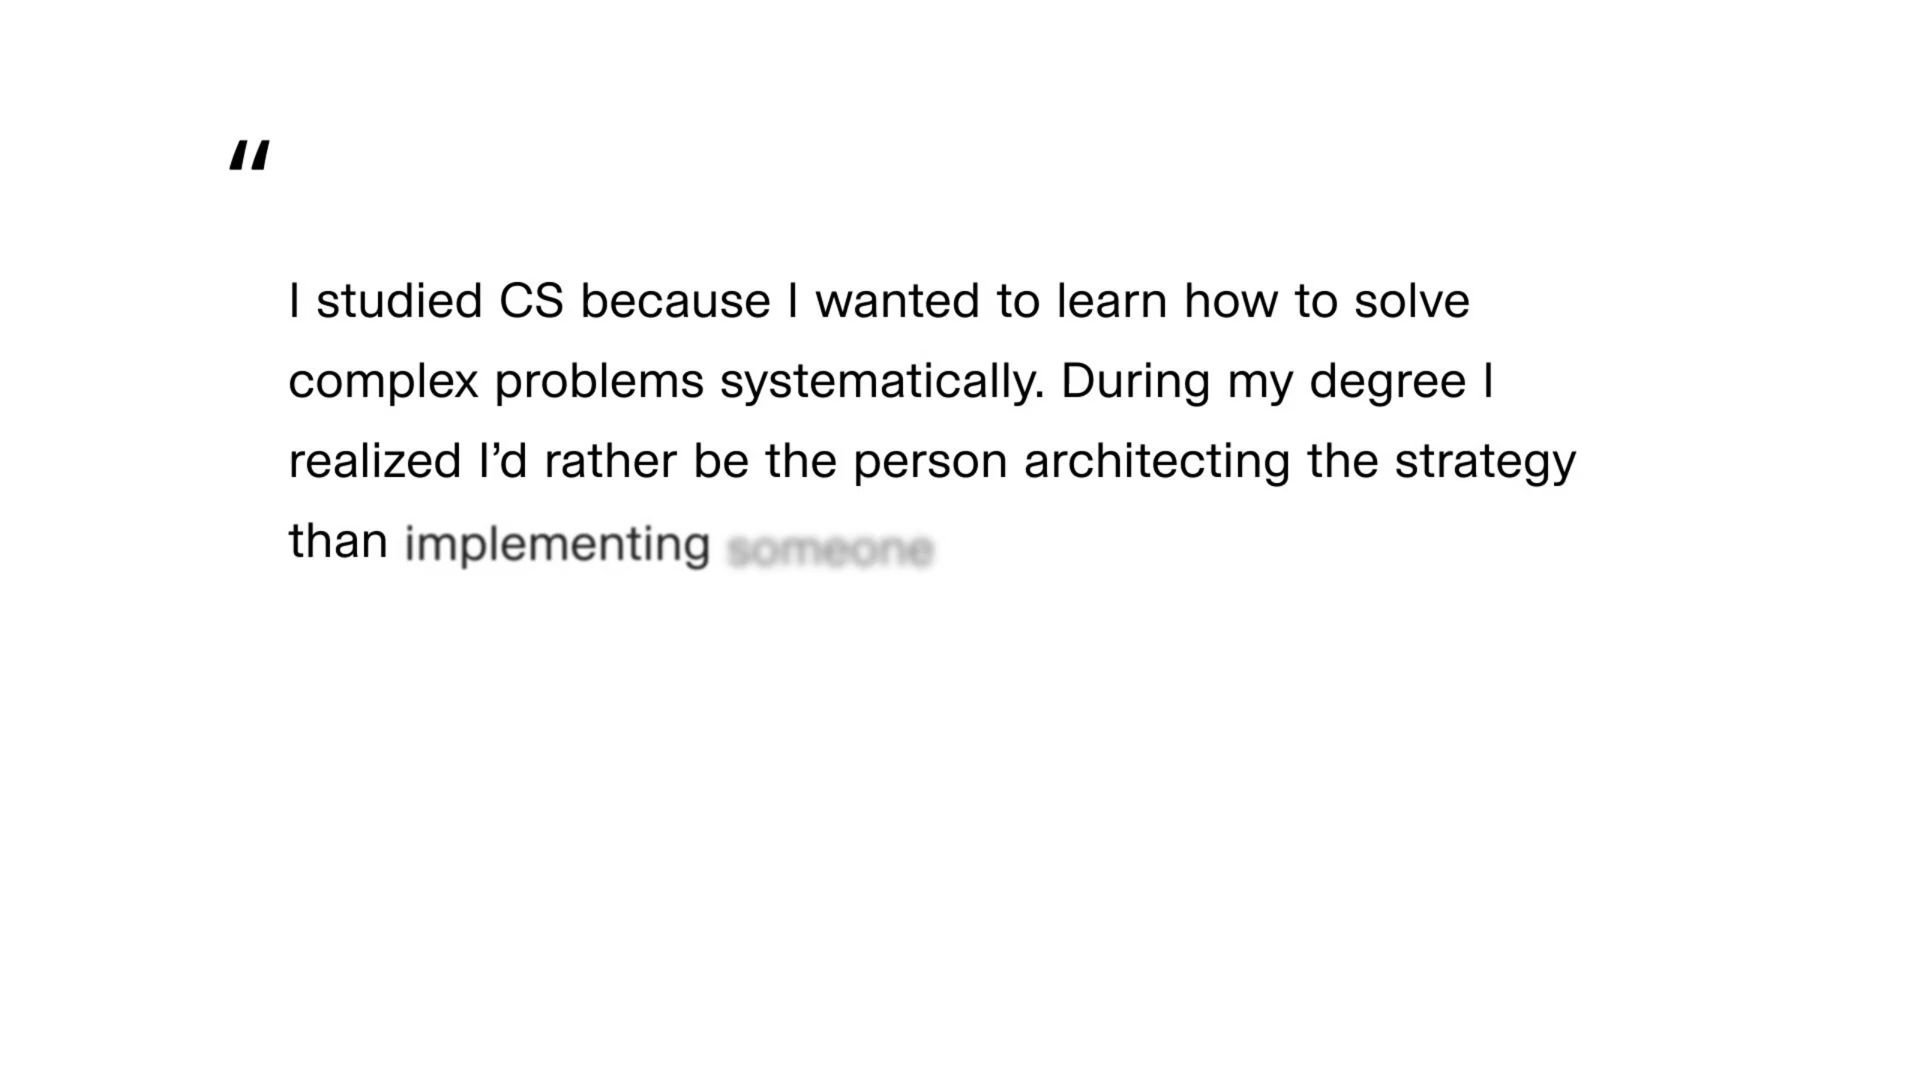 “
I studied CS because I wanted to learn how to solve
complex problems systematically. During my degree I
realized I’d rather be the person architecting the strategy
than implementing someone